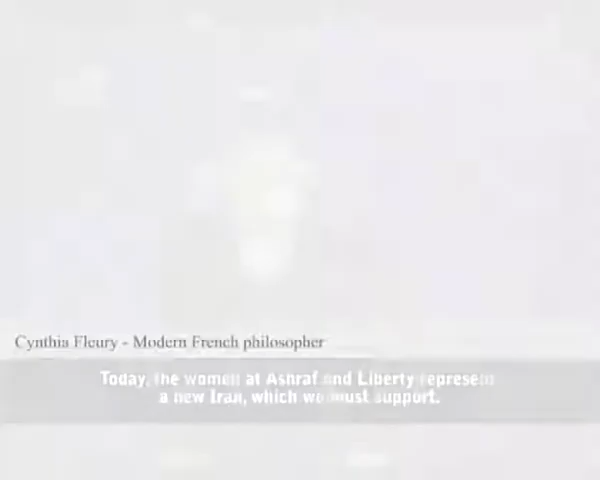 Cynthia Fleury - Modern French philosopher
Today, the women at Ashraf and Liberty represent
a new Iran, which we must support.